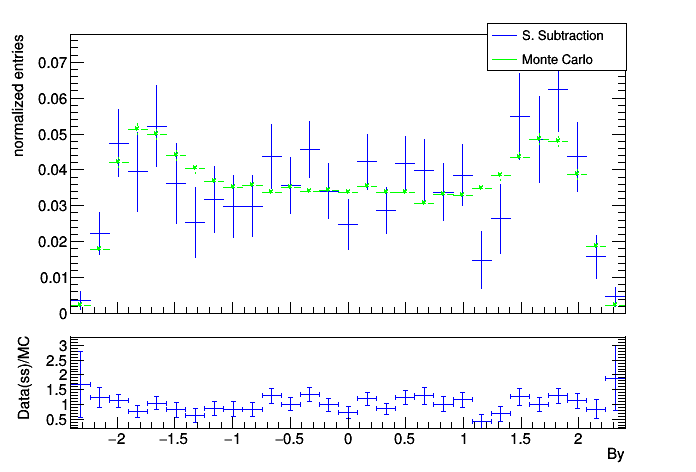 S. Subtraction
Monte Carlo
normalized entries
0.07
0.06
0.05
0.04
0.03
0.02
0.01
0
Data(ss)/MC
3
2.5
2
1.5
1
0.5
−2 −1.5 −1 −0.5 0 0.5 1 1.5 2
By